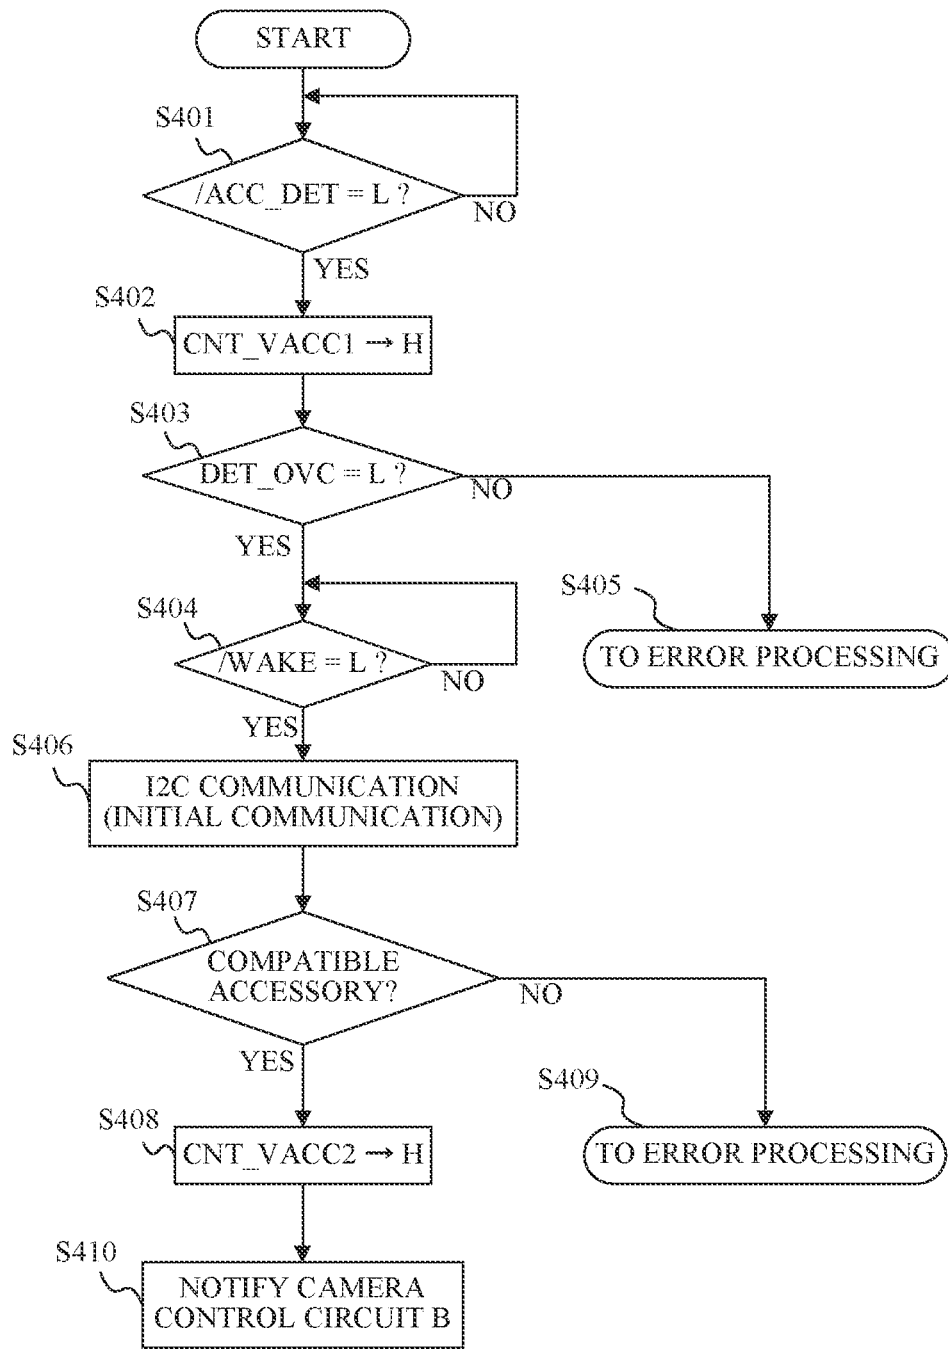 START
S401
/ACC_DET = L ?
NO
YES
S402
CNT_VACC1 → H
S403
DET_OVC = L ?
NO
YES
S404
/WAKE = L ?
NO
S405
TO ERROR PROCESSING
YES
S406
I2C COMMUNICATION
(INITIAL COMMUNICATION)
S407
COMPATIBLE
ACCESSORY?
NO
YES
S408
CNT_VACC2 → H
S409
TO ERROR PROCESSING
S410
NOTIFY CAMERA
CONTROL CIRCUIT B